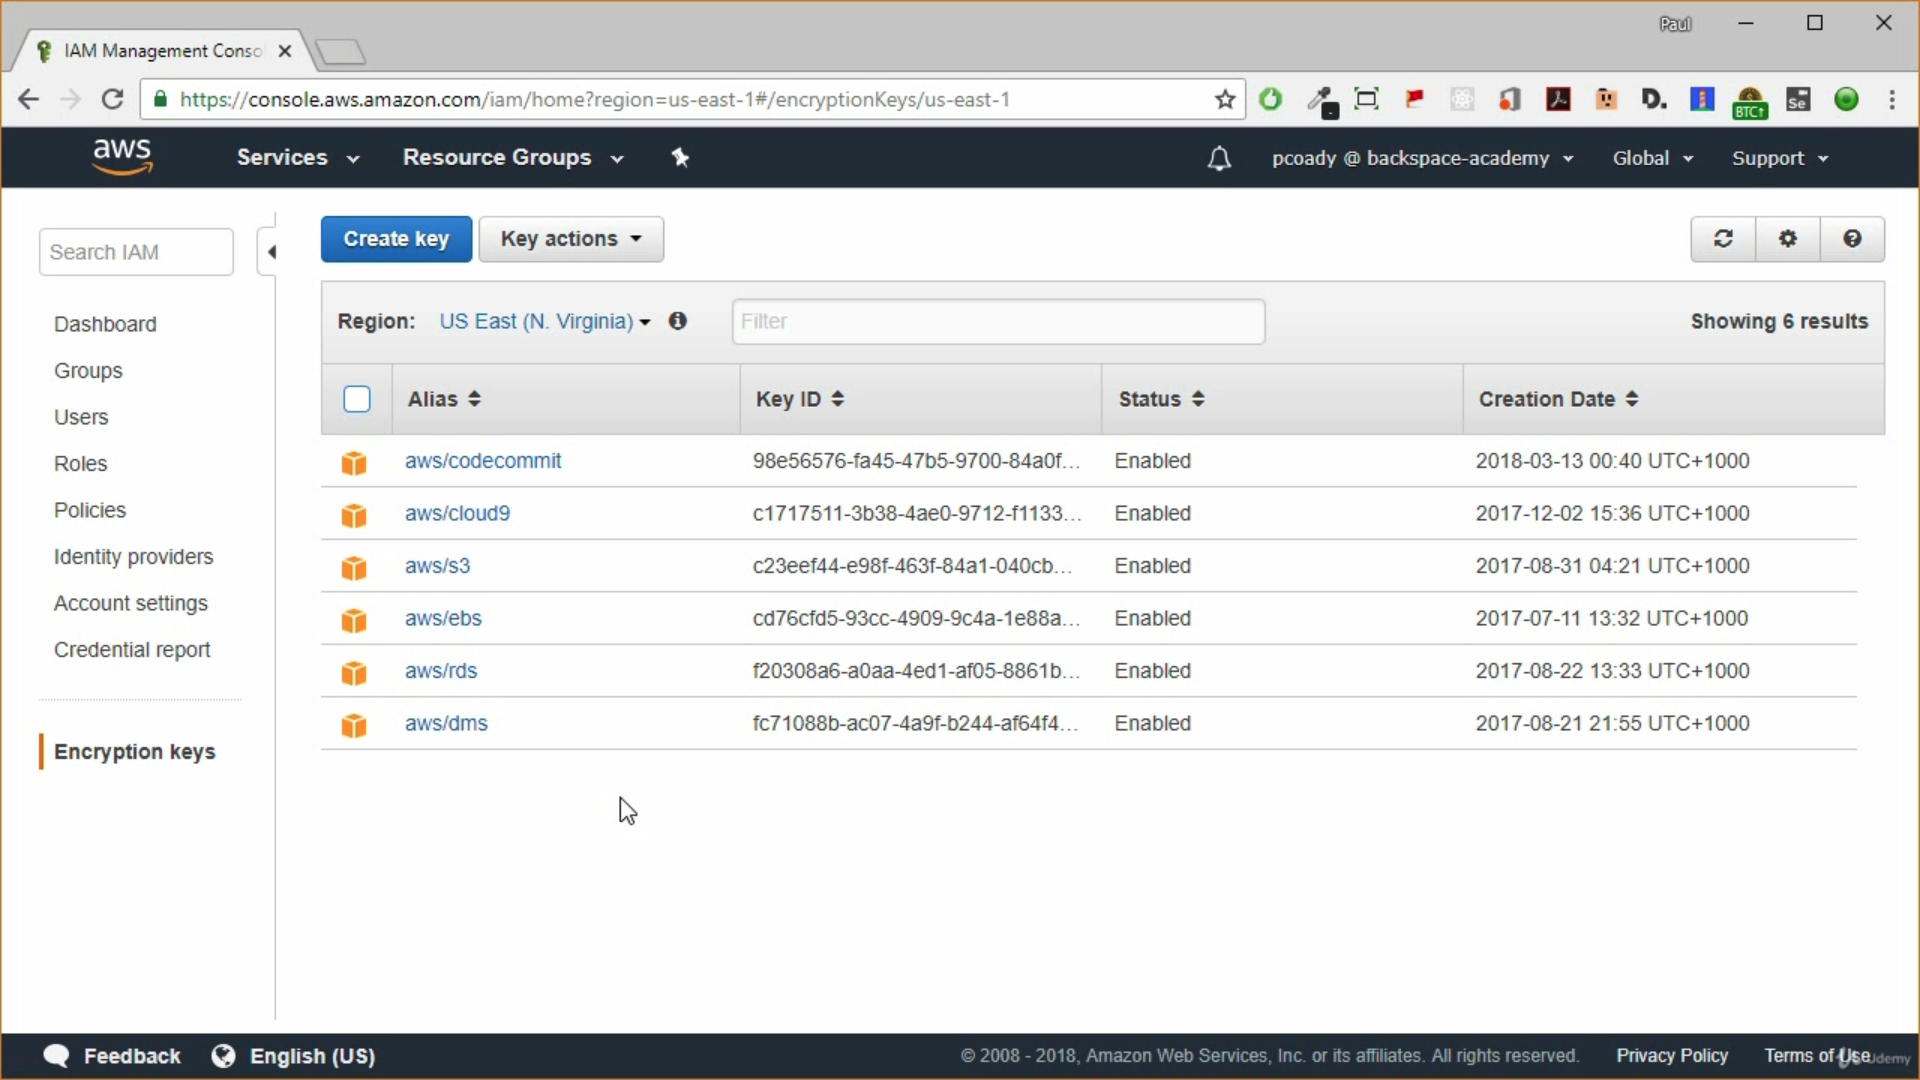 Paul
IAM Management Conso
https://console.aws.amazon.com/iam/home?region=us-east-1#/encryptionKeys/us-east-1
D.
BTC↑
Se
aws
Services
Resource Groups
pcoady @ backspace-academy
Global
Support
Search IAM
Dashboard
Groups
Users
Roles
Policies
Identity providers
Account settings
Credential report
Encryption keys
Create key
Key actions
Region: US East (N. Virginia)
Filter
Showing 6 results
Alias Key ID Status Creation Date
aws/codecommit 98e56576-fa45-47b5-9700-84a0f... Enabled 2018-03-13 00:40 UTC+1000
aws/cloud9 c1717511-3b38-4ae0-9712-f1133... Enabled 2017-12-02 15:36 UTC+1000
aws/s3 c23eef44-e98f-463f-84a1-040cb... Enabled 2017-08-31 04:21 UTC+1000
aws/ebs cd76cfd5-93cc-4909-9c4a-1e88a... Enabled 2017-07-11 13:32 UTC+1000
aws/rds f20308a6-a0aa-4ed1-af05-8861b... Enabled 2017-08-22 13:33 UTC+1000
aws/dms fc71088b-ac07-4a9f-b244-af64f4... Enabled 2017-08-21 21:55 UTC+1000
Feedback
English (US)
© 2008 - 2018, Amazon Web Services, Inc. or its affiliates. All rights reserved.
Privacy Policy
Terms of Use
Udemy